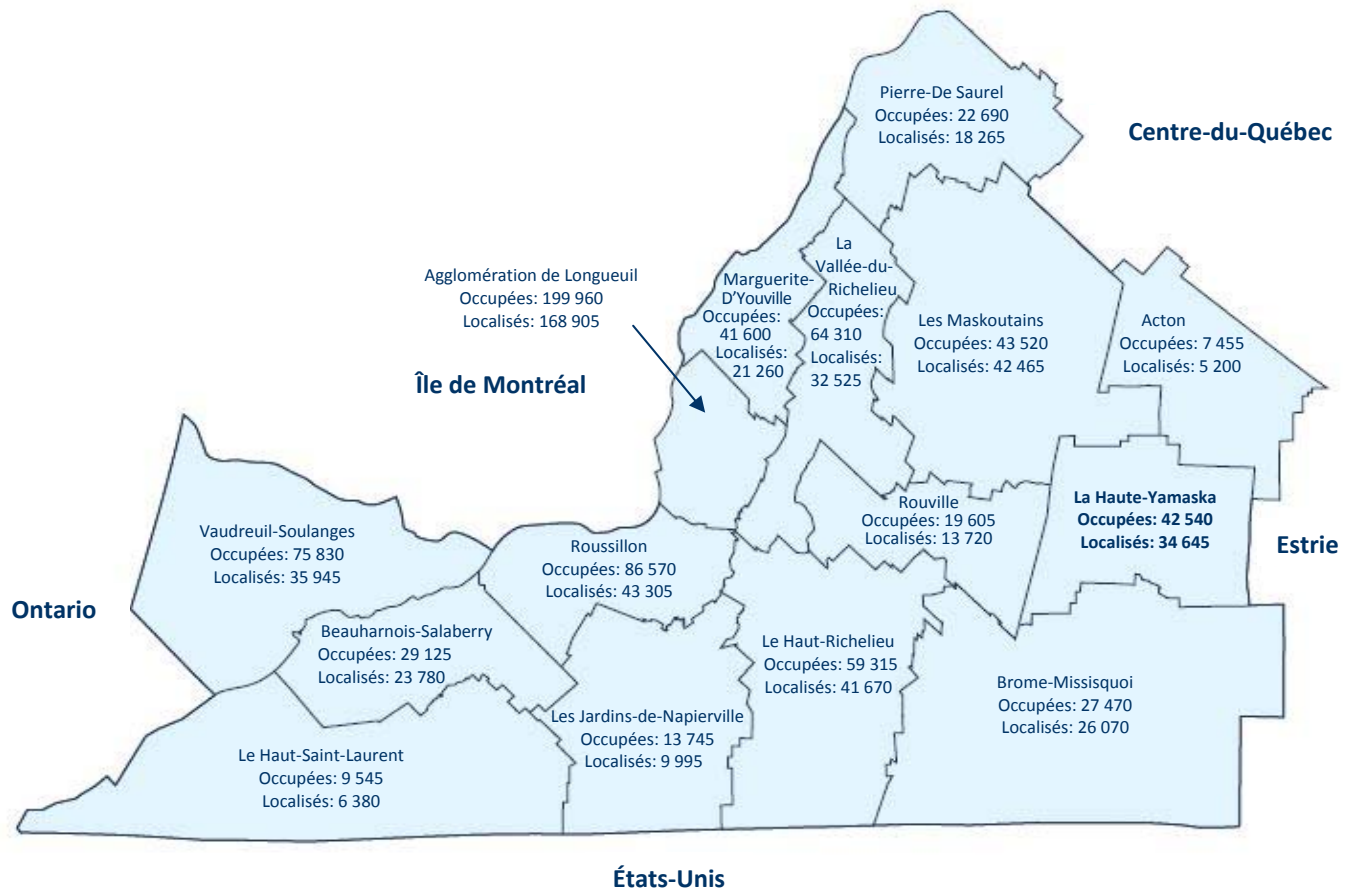 Pierre-De Saurel
Occupées: 22 690
Localisés: 18 265
Centre-du-Québec
Agglomération de Longueuil
Occupées: 199 960
Localisés: 168 905
Marguerite-
D'Youville
Occupées:
41 600
Localisés:
21 260
La
Vallée-du-
Richelieu
Occupées:
64 310
Localisés:
32 525
Les Maskoutains
Occupées: 43 520
Localisés: 42 465
Acton
Occupées: 7 455
Localisés: 5 200
Île de Montréal
Vaudreuil-Soulanges
Occupées: 75 830
Localisés: 35 945
Roussillon
Occupées: 86 570
Localisés: 43 305
Rouville
Occupées: 19 605
Localisés: 13 720
La Haute-Yamaska
Occupées: 42 540
Localisés: 34 645
Estrie
Ontario
Beauharnois-Salaberry
Occupées: 29 125
Localisés: 23 780
Le Haut-Richelieu
Occupées: 59 315
Localisés: 41 670
Brome-Missisquoi
Occupées: 27 470
Localisés: 26 070
Les Jardins-de-Napierville
Occupées: 13 745
Localisés: 9 995
Le Haut-Saint-Laurent
Occupées: 9 545
Localisés: 6 380
États-Unis